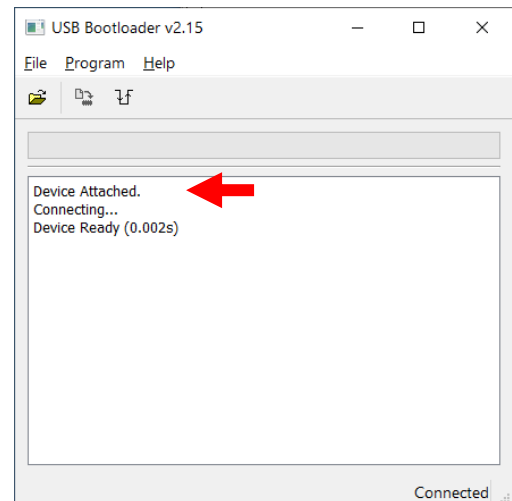 USB Bootloader v2.15
File Program Help
Device Attached.
Connecting...
Device Ready (0.002s)
Connected